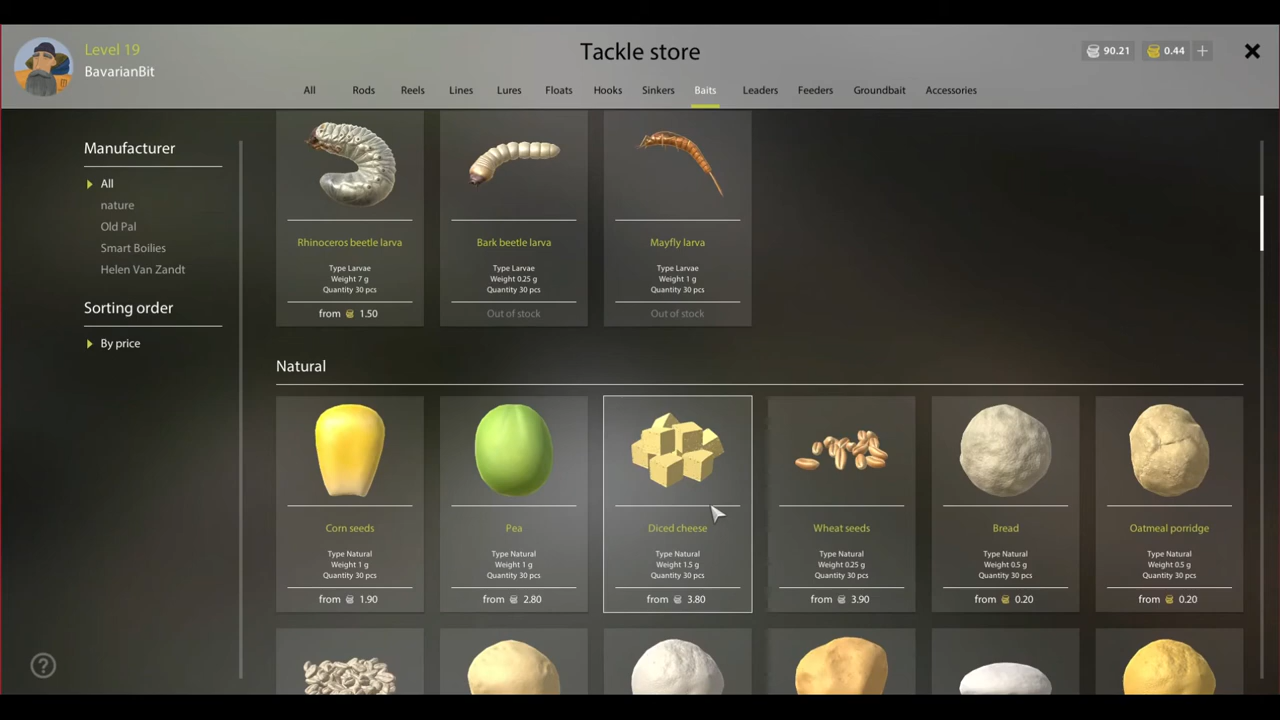 Level 19
BavarianBit
Tackle store
90.21
0.44
All
Rods
Reels
Lines
Lures
Floats
Hooks
Sinkers
Baits
Leaders
Feeders
Groundbait
Accessories
Manufacturer
All
nature
Old Pal
Smart Boilies
Helen Van Zandt
Sorting order
By price
Rhinoceros beetle larva
Type Larvae
Weight 7 g
Quantity 30 pcs
from 1.50
Bark beetle larva
Type Larvae
Weight 0.25 g
Quantity 30 pcs
Out of stock
Mayfly larva
Type Larvae
Weight 1 g
Quantity 30 pcs
Out of stock
Natural
Corn seeds
Type Natural
Weight 1 g
Quantity 30 pcs
from 1.90
Pea
Type Natural
Weight 1 g
Quantity 30 pcs
from 2.80
Diced cheese
Type Natural
Weight 1.5 g
Quantity 30 pcs
from 3.80
Wheat seeds
Type Natural
Weight 0.25 g
Quantity 30 pcs
from 3.90
Bread
Type Natural
Weight 0.5 g
Quantity 30 pcs
from 0.20
Oatmeal porridge
Type Natural
Weight 0.5 g
Quantity 30 pcs
from 0.20
?